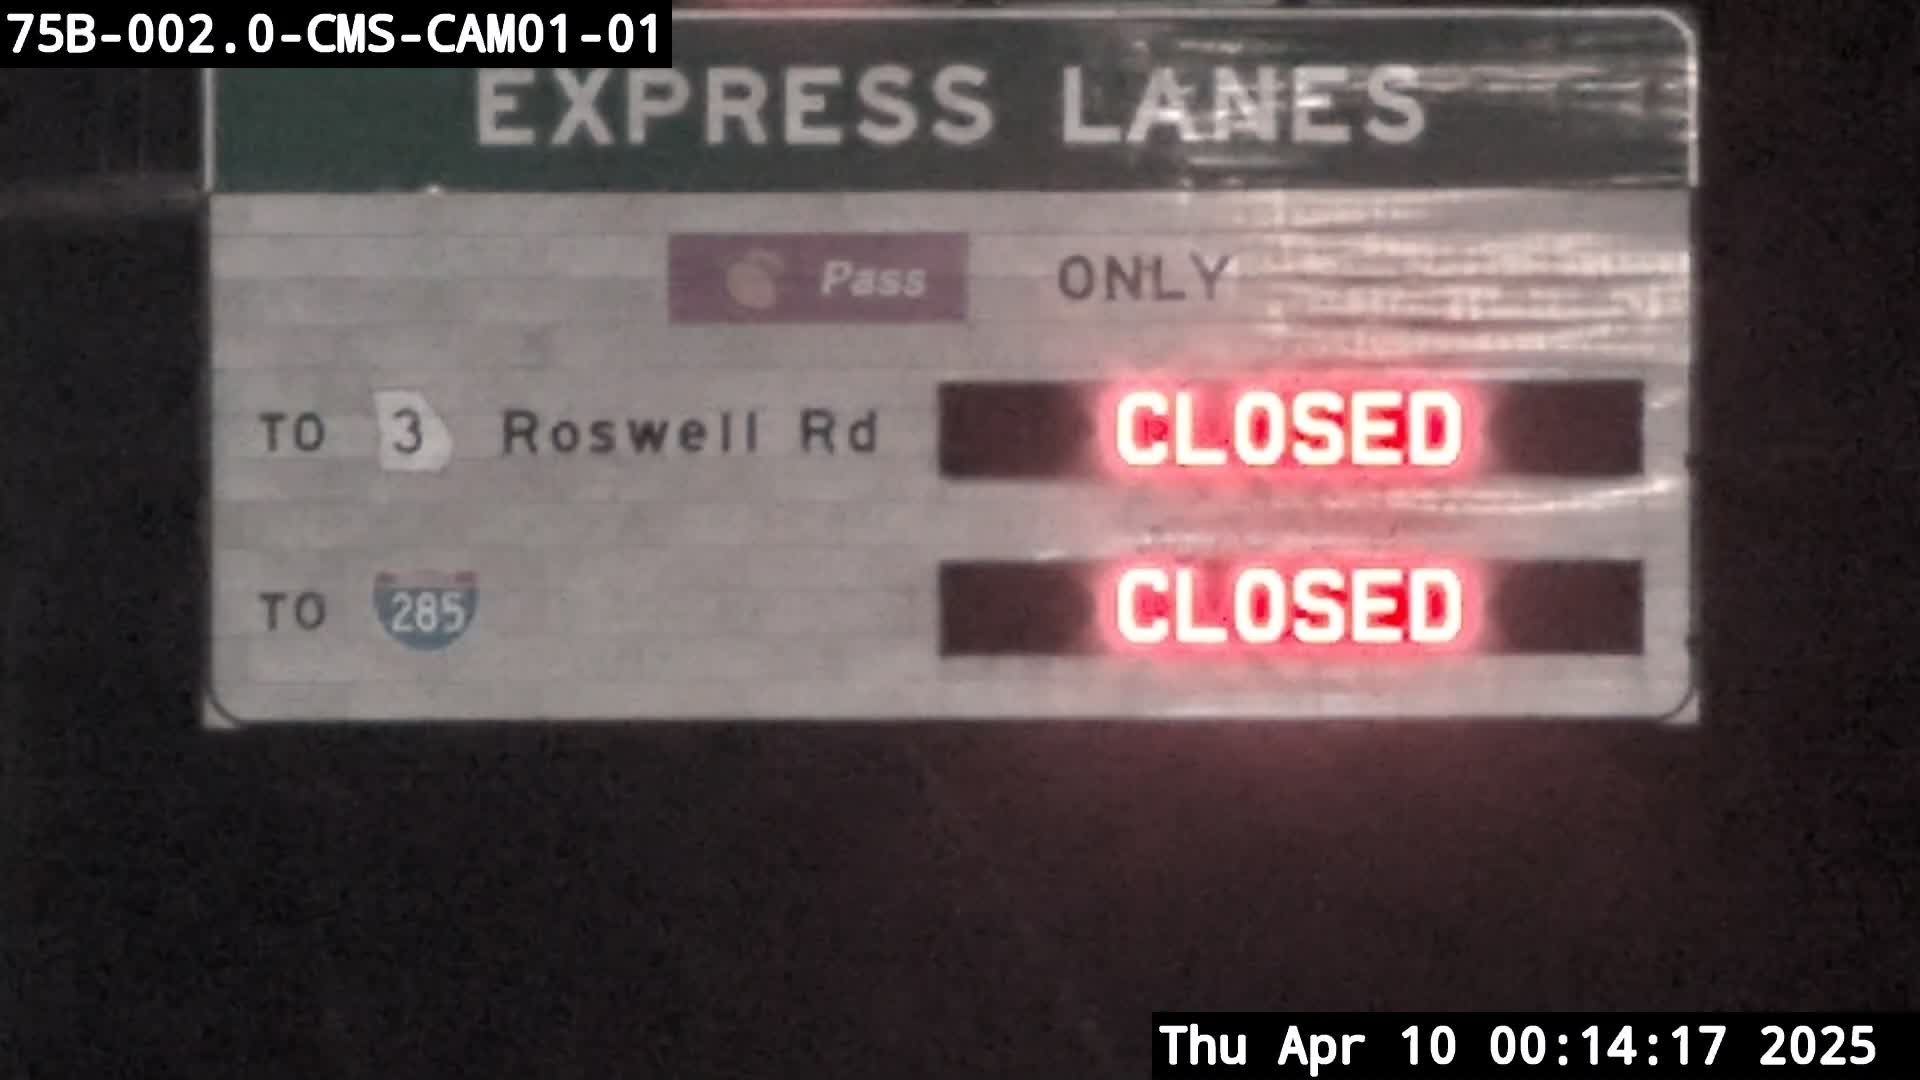 75B-002.0-CMS-CAM01-01
EXPRESS LANES
Pass ONLY
TO 3 Roswell Rd CLOSED
TO 285 CLOSED
Thu Apr 10 00:14:17 2025